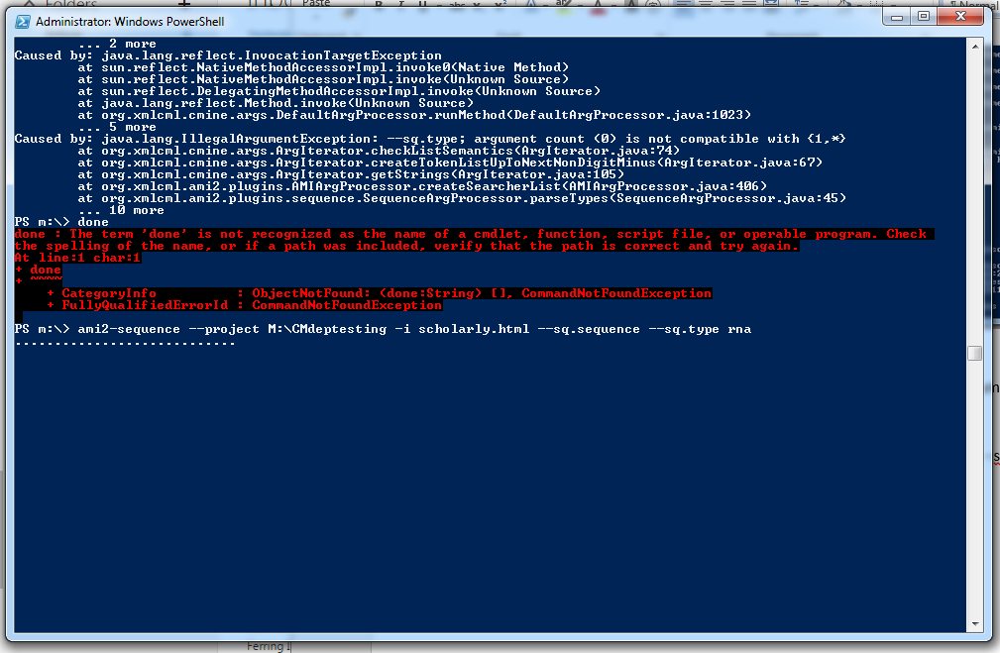 Folders
Paste
Normal
Administrator: Windows PowerShell
... 2 more
Caused by: java.lang.reflect.InvocationTargetException
at sun.reflect.NativeMethodAccessorImpl.invoke0(Native Method)
at sun.reflect.NativeMethodAccessorImpl.invoke(Unknown Source)
at sun.reflect.DelegatingMethodAccessorImpl.invoke(Unknown Source)
at java.lang.reflect.Method.invoke(Unknown Source)
at org.xmlcml.cmine.args.DefaultArgProcessor.runMethod(DefaultArgProcessor.java:1023)
... 5 more
Caused by: java.lang.IllegalArgumentException: --sq.type; argument count (0) is not compatible with {1,*}
at org.xmlcml.cmine.args.ArgIterator.checkListSemantics(ArgIterator.java:74)
at org.xmlcml.cmine.args.ArgIterator.createTokenListUpToNextNonDigitMinus(ArgIterator.java:67)
at org.xmlcml.cmine.args.ArgIterator.getStrings(ArgIterator.java:105)
at org.xmlcml.ami2.plugins.AMIArgProcessor.createSearcherList(AMIArgProcessor.java:406)
at org.xmlcml.ami2.plugins.sequence.SequenceArgProcessor.parseTypes(SequenceArgProcessor.java:45)
... 10 more
PS m:\> done
done : The term 'done' is not recognized as the name of a cmdlet, function, script file, or operable program. Check
the spelling of the name, or if a path was included, verify that the path is correct and try again.
At line:1 char:1
+ done
+ ~~~~
+ CategoryInfo : ObjectNotFound: (done:String) [], CommandNotFoundException
+ FullyQualifiedErrorId : CommandNotFoundException
PS m:\> ami2-sequence --project M:\CMdeptesting -i scholarly.html --sq.sequence --sq.type rna
............................
Ferring